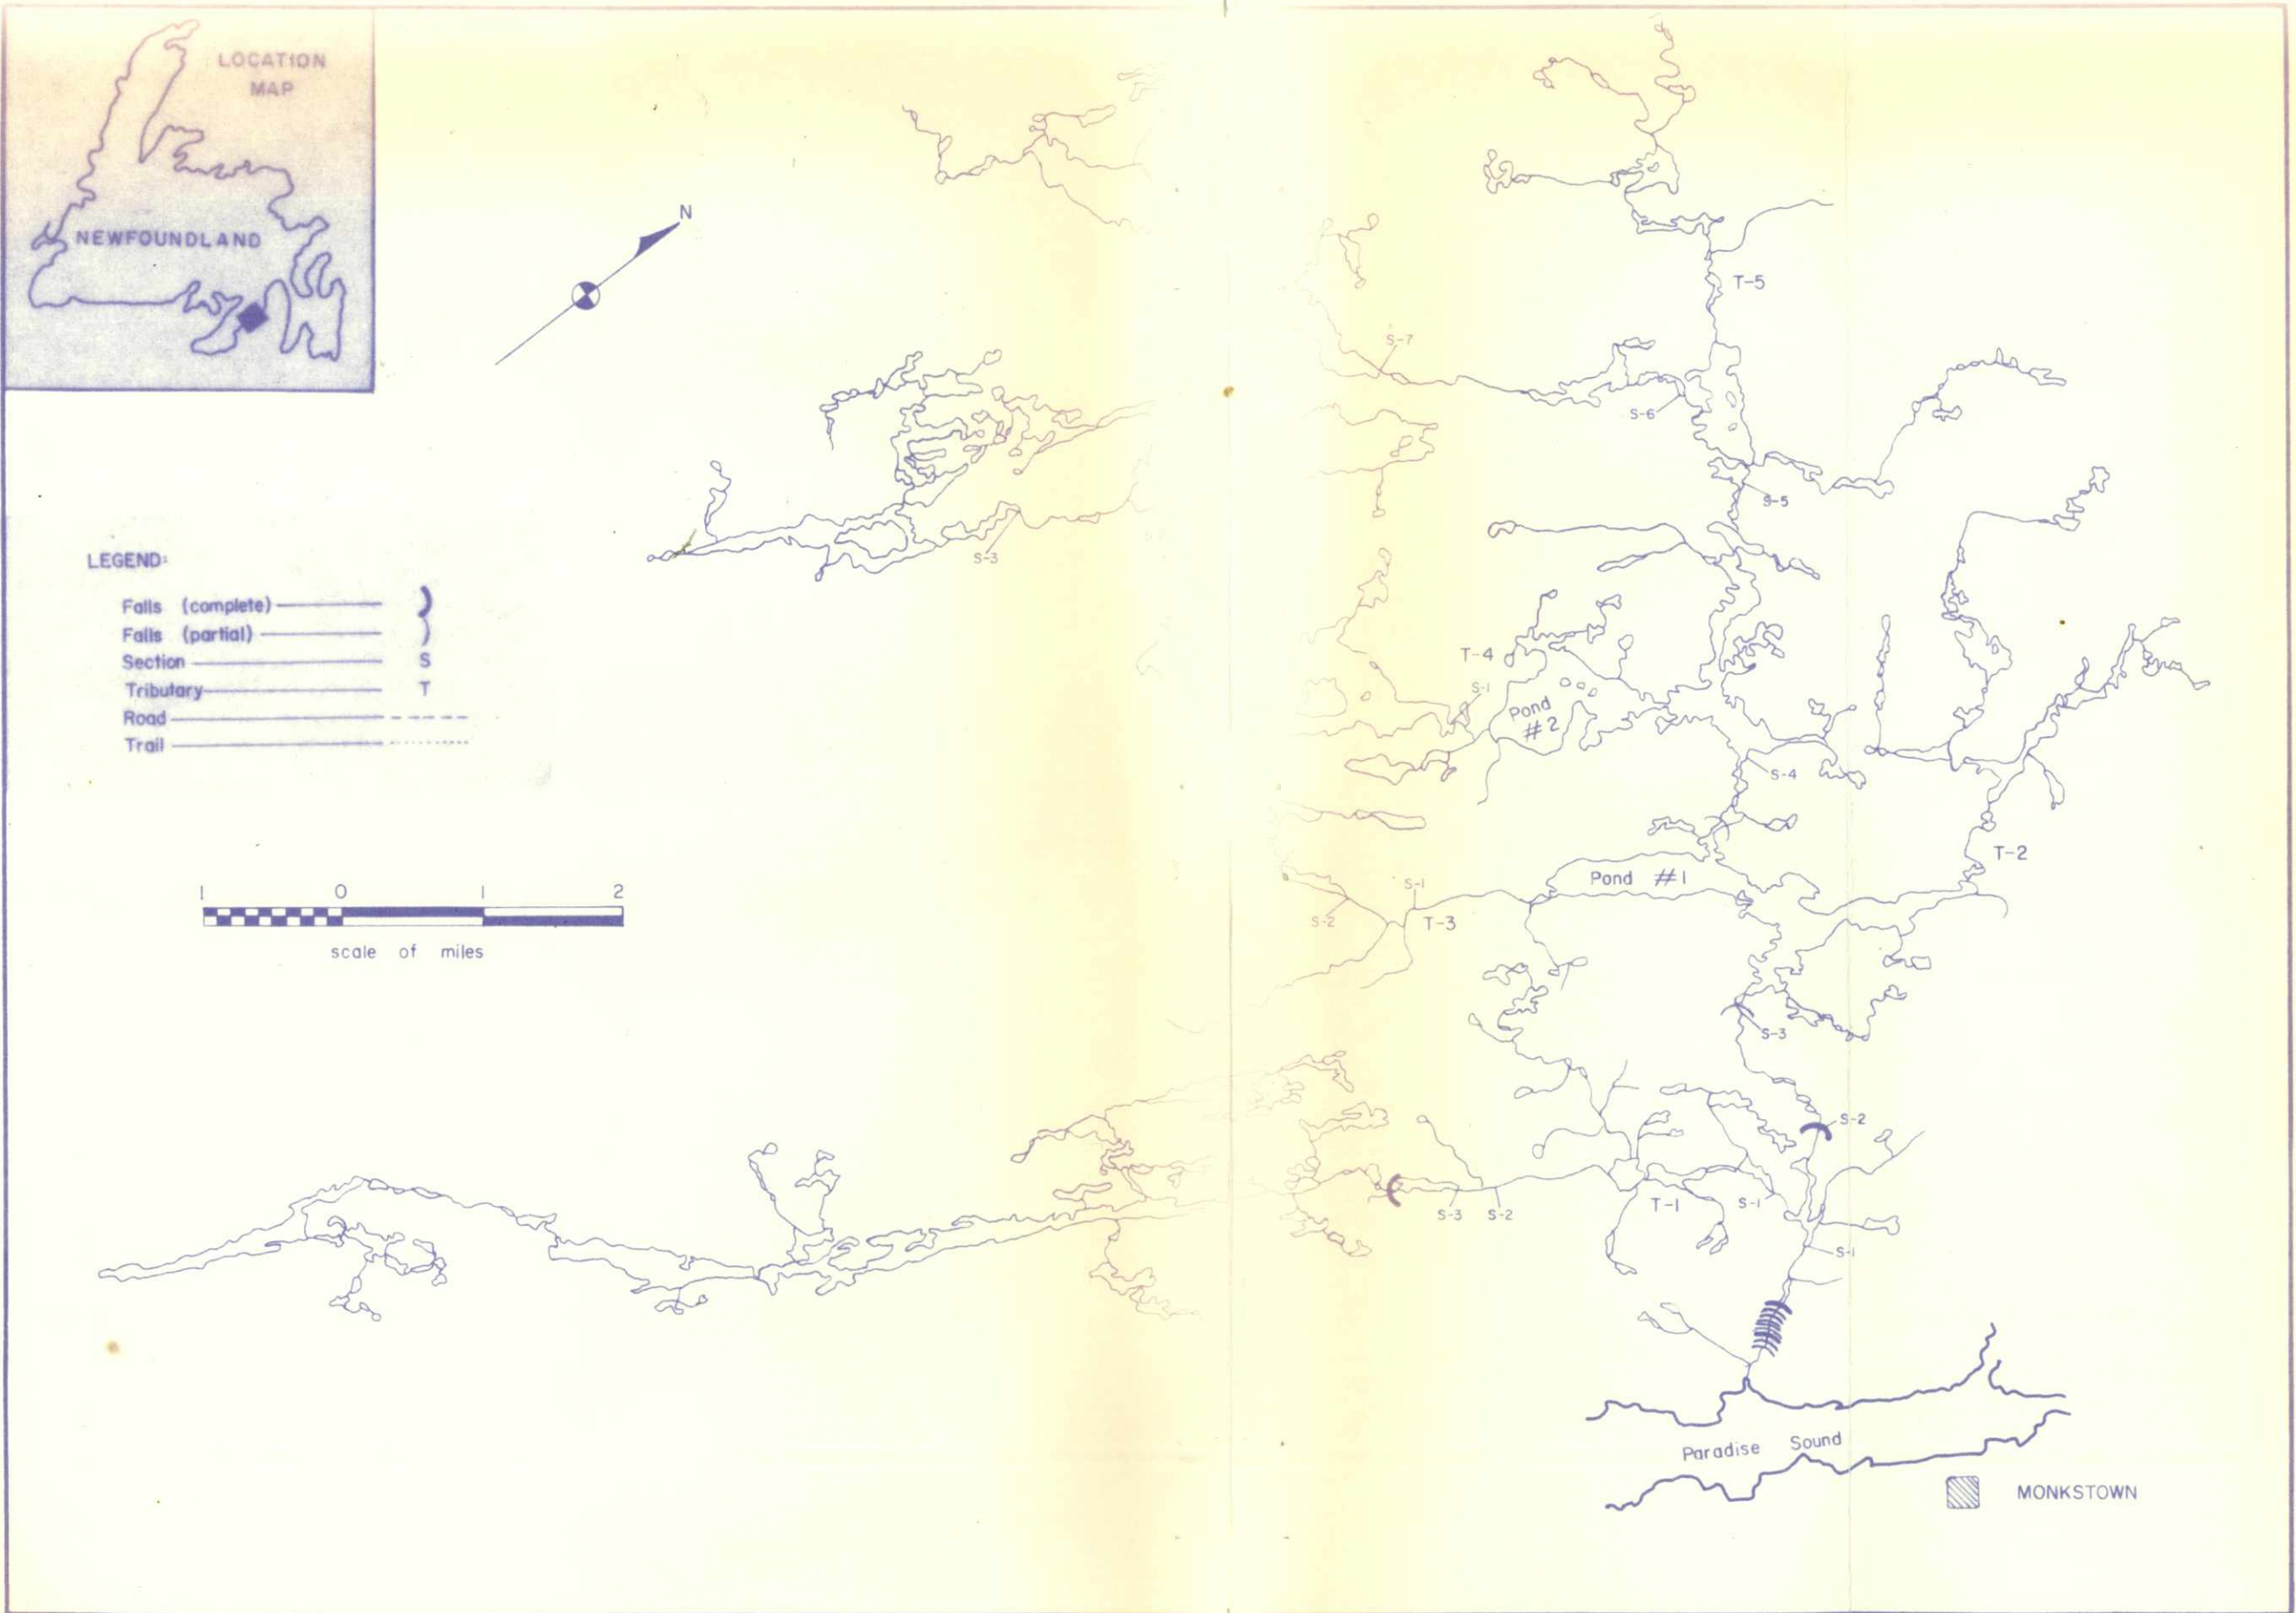 LOCATION
MAP
NEWFOUNDLAND
N
LEGEND:
Falls (complete)
Falls (partial)
Section S
Tributary T
Road
Trail
1 0 1 2
scale of miles
T-5
S-7
S-6
S-5
S-3
T-4
S-1
Pond
#2
S-4
T-2
Pond #1
S-1
S-2
T-3
S-3
S-2
T-1
S-1
S-3
S-2
S-1
Paradise Sound
MONKSTOWN